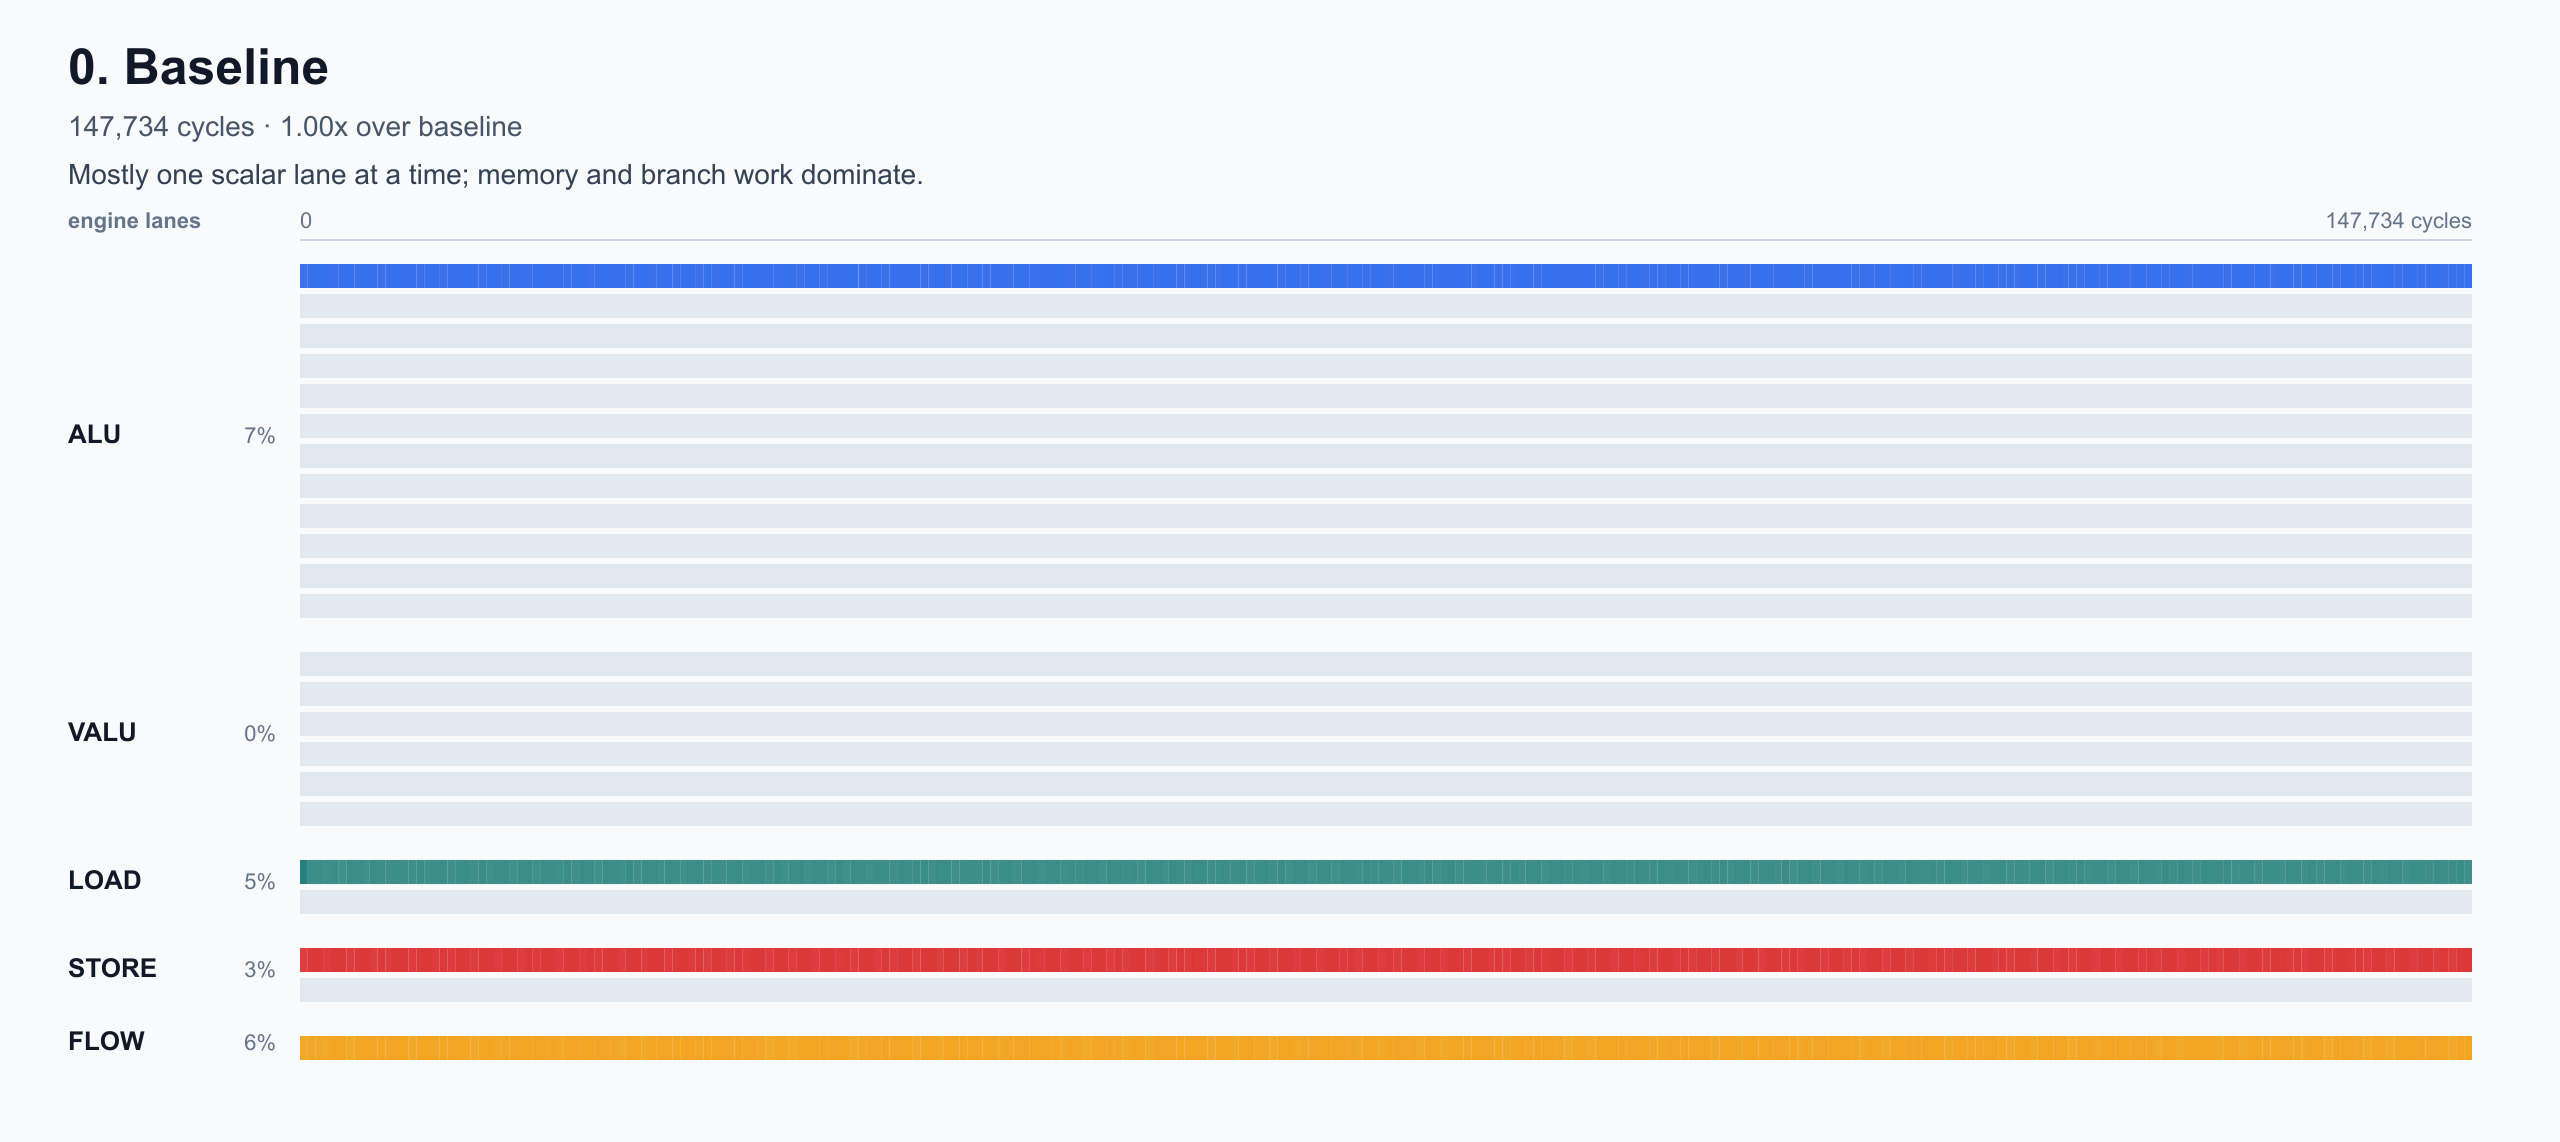 0. Baseline
147,734 cycles · 1.00x over baseline
Mostly one scalar lane at a time; memory and branch work dominate.
engine lanes 0 147,734 cycles
ALU 7%
VALU 0%
LOAD 5%
STORE 3%
FLOW 6%